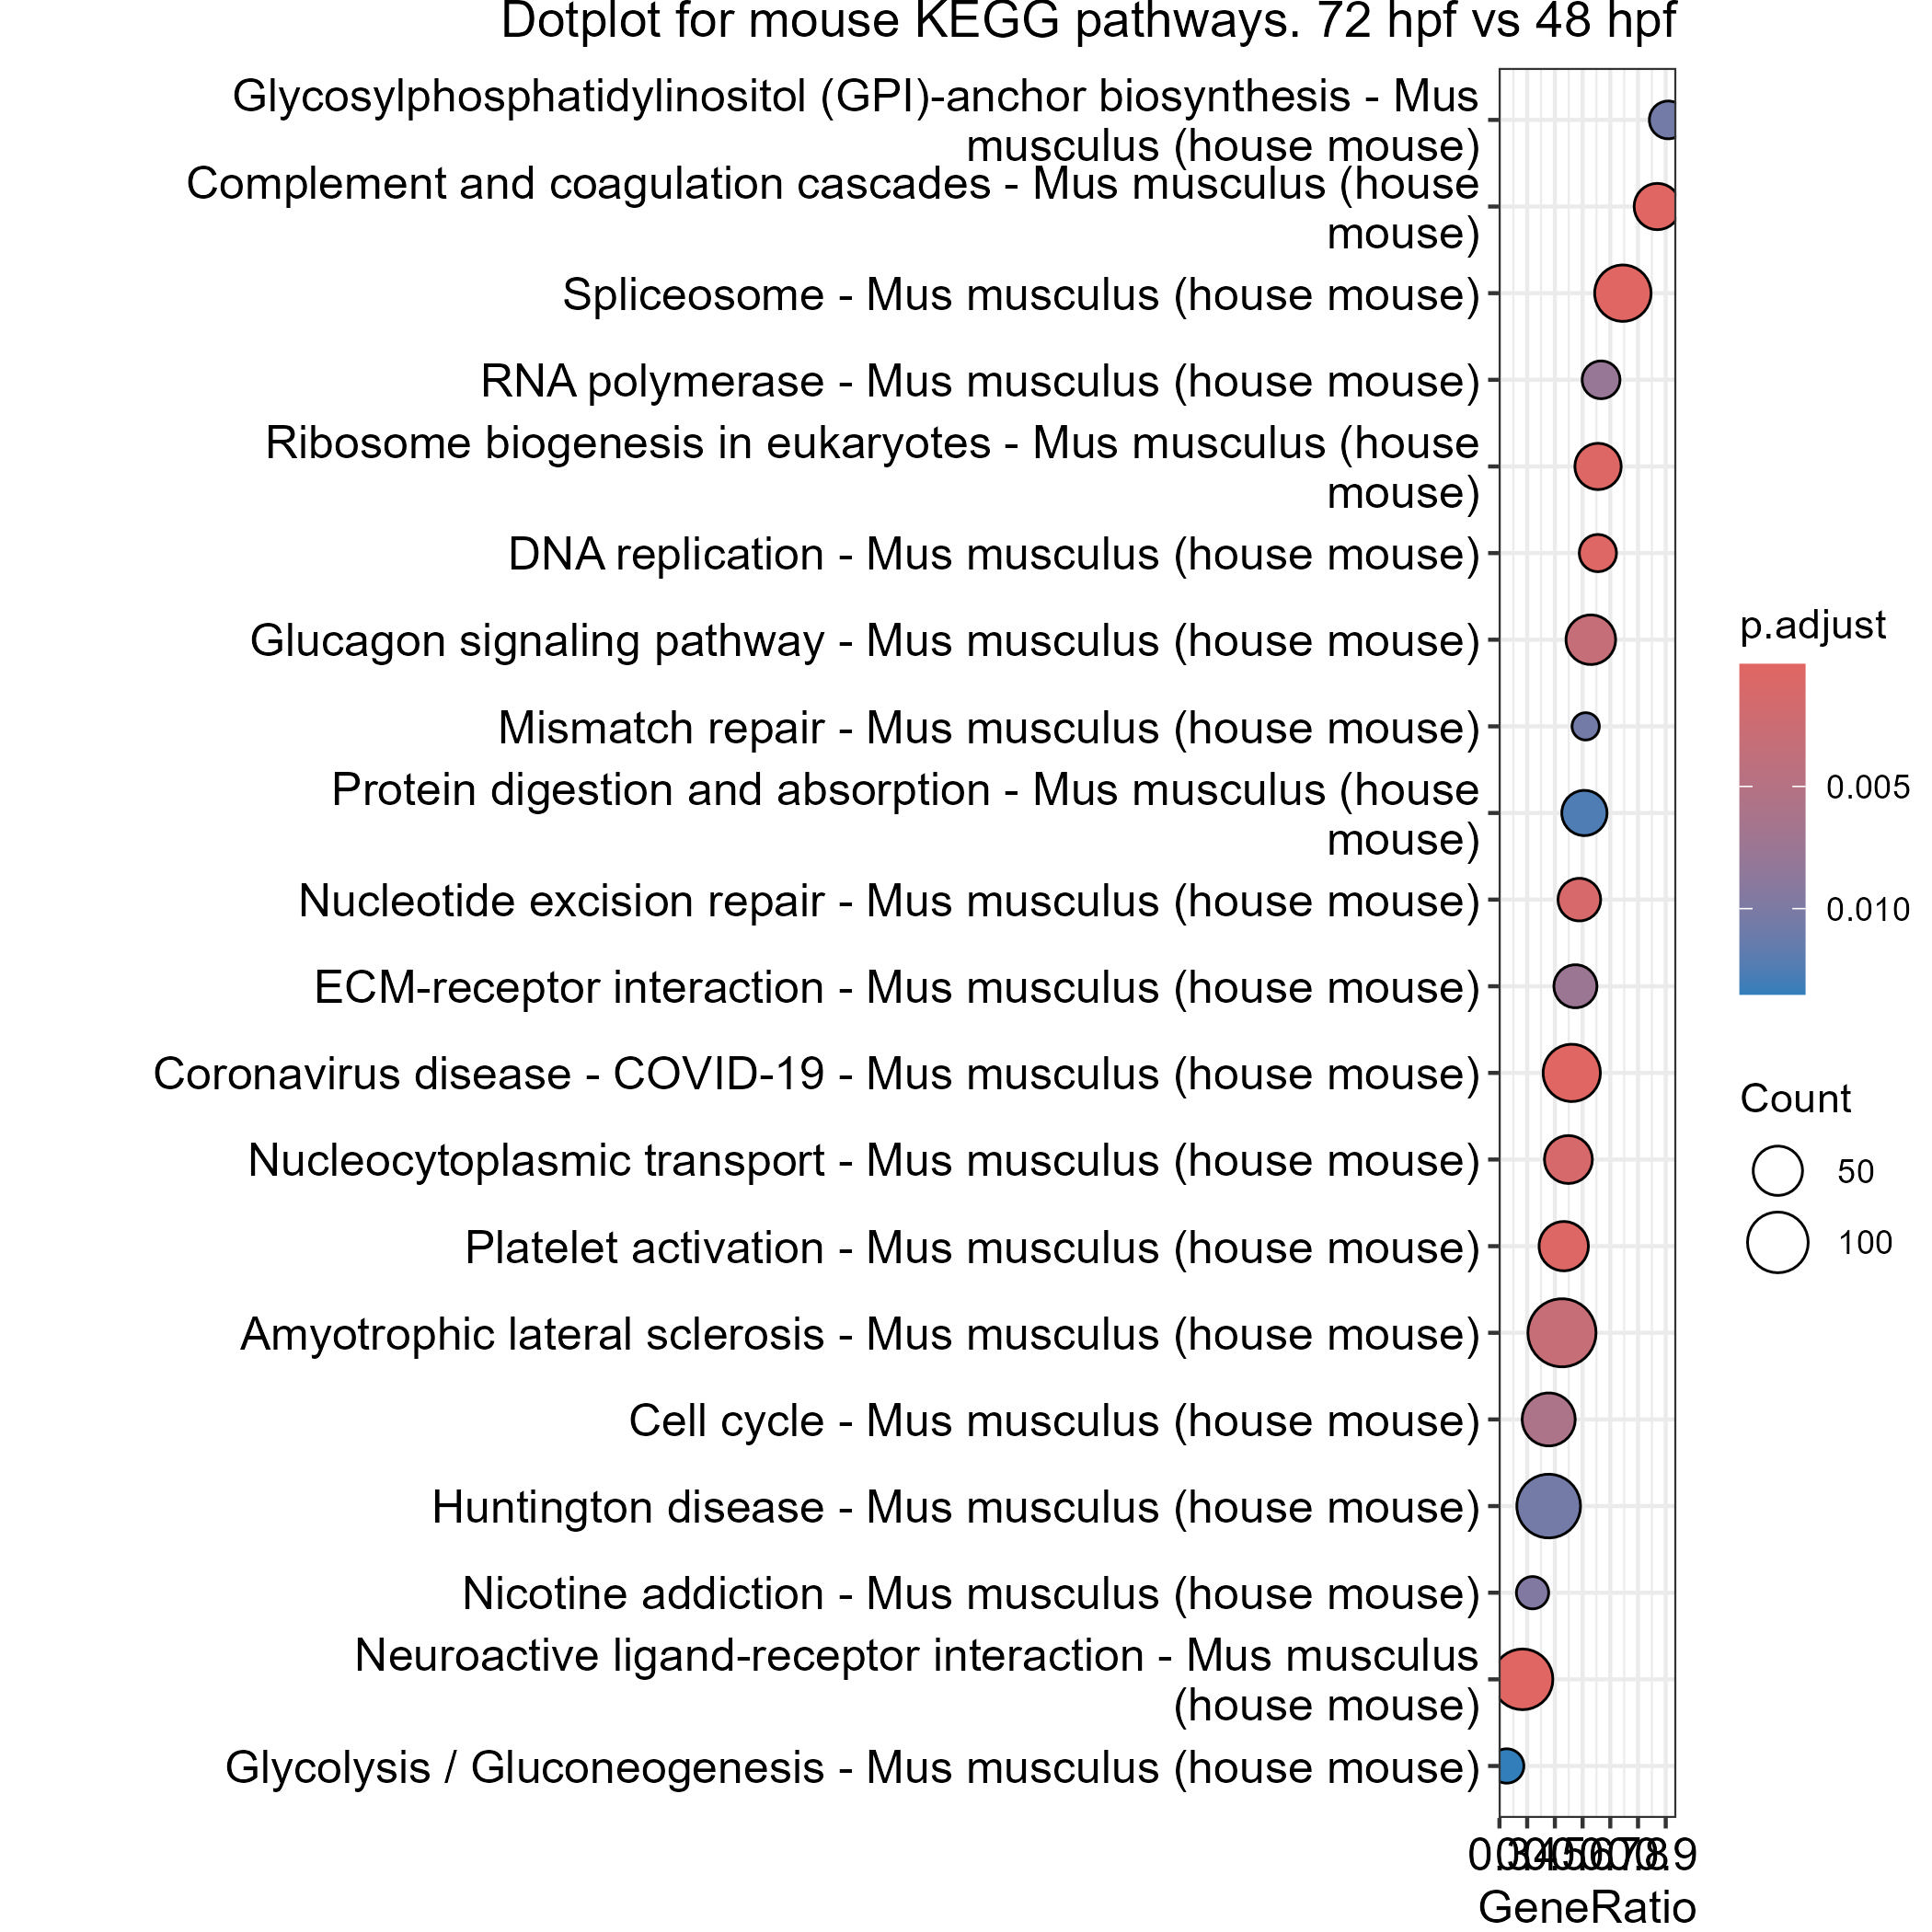 Dotplot for mouse KEGG pathways. 72 hpf vs 48 hpf
Glycosylphosphatidylinositol (GPI)-anchor biosynthesis - Mus
musculus (house mouse)
Complement and coagulation cascades - Mus musculus (house
mouse)
Spliceosome - Mus musculus (house mouse)
RNA polymerase - Mus musculus (house mouse)
Ribosome biogenesis in eukaryotes - Mus musculus (house
mouse)
DNA replication - Mus musculus (house mouse)
Glucagon signaling pathway - Mus musculus (house mouse)
Mismatch repair - Mus musculus (house mouse)
Protein digestion and absorption - Mus musculus (house
mouse)
Nucleotide excision repair - Mus musculus (house mouse)
ECM-receptor interaction - Mus musculus (house mouse)
Coronavirus disease - COVID-19 - Mus musculus (house mouse)
Nucleocytoplasmic transport - Mus musculus (house mouse)
Platelet activation - Mus musculus (house mouse)
Amyotrophic lateral sclerosis - Mus musculus (house mouse)
Cell cycle - Mus musculus (house mouse)
Huntington disease - Mus musculus (house mouse)
Nicotine addiction - Mus musculus (house mouse)
Neuroactive ligand-receptor interaction - Mus musculus
(house mouse)
Glycolysis / Gluconeogenesis - Mus musculus (house mouse)
GeneRatio
p.adjust
0.005
0.010
Count
50
100